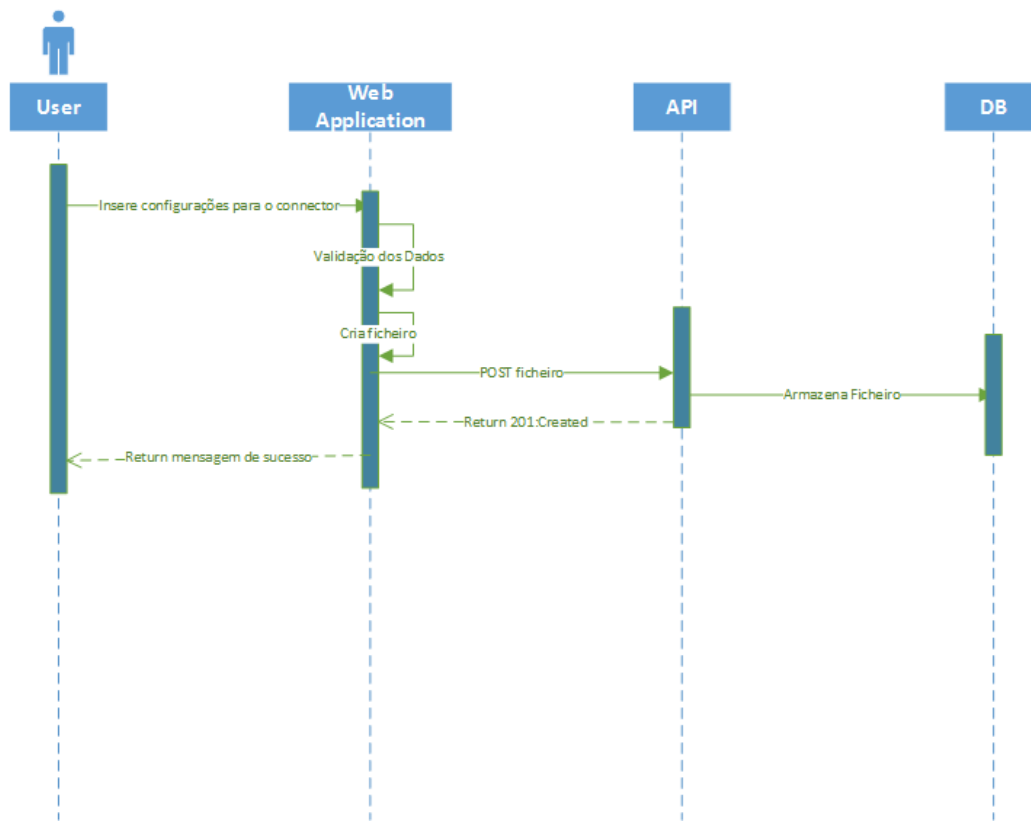 User
Web
Application
API
DB
Insere configurações para o connector
Validação dos Dados
Cria ficheiro
POST ficheiro
Armazena Ficheiro
Return 201:Created
Return mensagem de sucesso